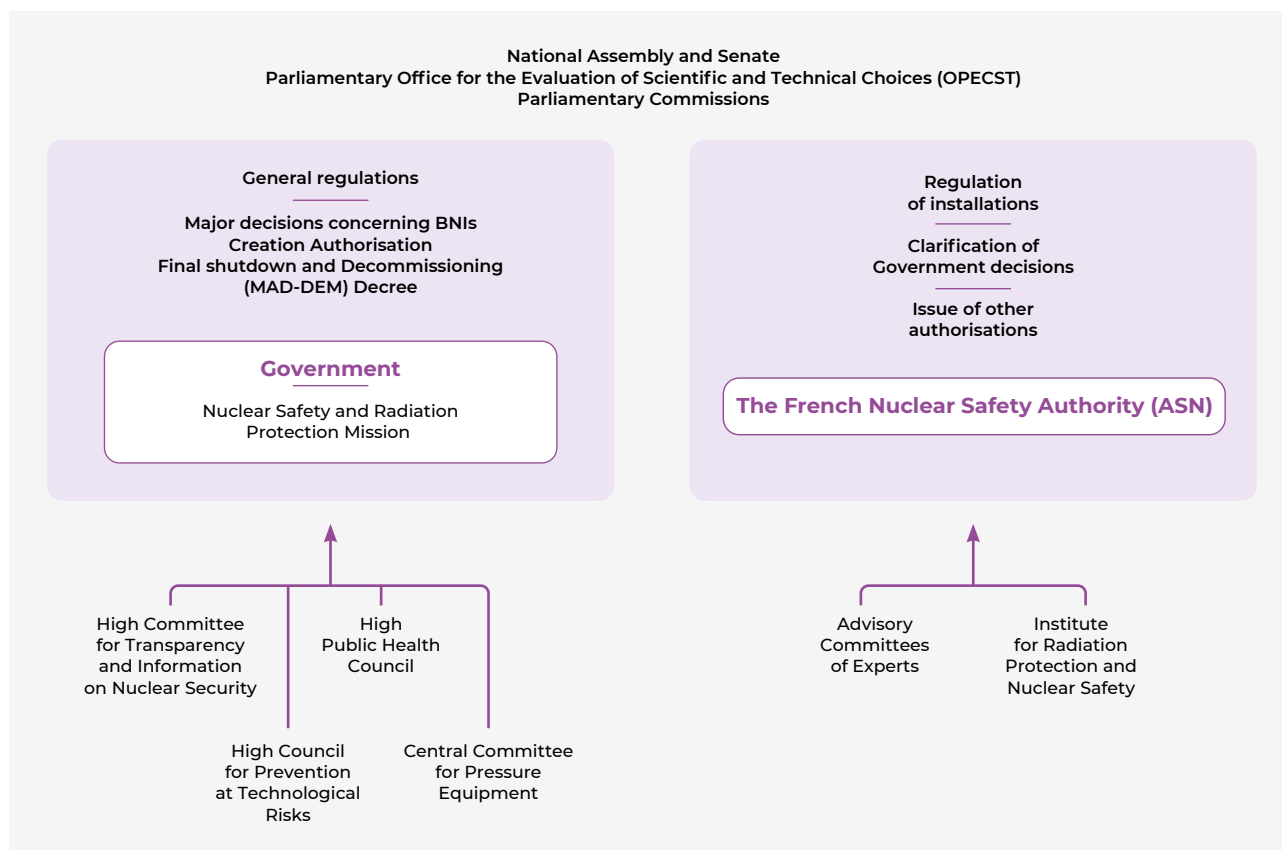 National Assembly and Senate
Parliamentary Office for the Evaluation of Scientific and Technical Choices (OPECST)
Parliamentary Commissions
General regulations
Major decisions concerning BNIs
Creation Authorisation
Final shutdown and Decommissioning
(MAD-DEM) Decree
Government
Nuclear Safety and Radiation
Protection Mission
Regulation
of installations
Clarification of
Government decisions
Issue of other
authorisations
The French Nuclear Safety Authority (ASN)
High Committee
for Transparency
and Information
on Nuclear Security
High
Public Health
Council
High Council
for Prevention
at Technological
Risks
Central Committee
for Pressure
Equipment
Advisory
Committees
of Experts
Institute
for Radiation
Protection and
Nuclear Safety